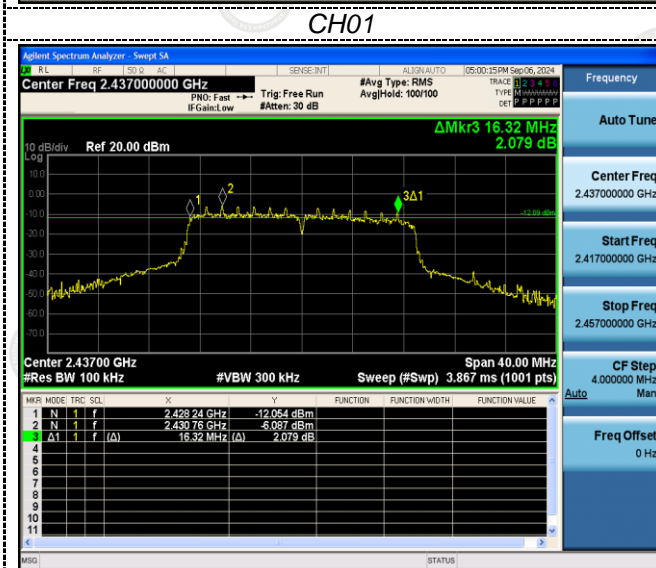 CH01
Agilent Spectrum Analyzer - Swept SA
RL RF 50 Ω AC SENSE:INT ALIGN AUTO 05:00:15 PM Sep 06, 2024
Center Freq 2.437000000 GHz
PNO: Fast
IFGain:Low
Trig: Free Run
#Atten: 30 dB
#Avg Type: RMS
Avg|Hold: 100/100
TRACE 1 2 3 4 5 6
TYPE M
DET P P P P P P
Frequency
Auto Tune
Center Freq
2.437000000 GHz
Start Freq
2.417000000 GHz
Stop Freq
2.457000000 GHz
CF Step
4.000000 MHz
Auto Man
Freq Offset
0 Hz
ΔMkr3 16.32 MHz
2.079 dB
10 dB/div Ref 20.00 dBm
Log
10.0
0.00
-10.0
-20.0
-30.0
-40.0
-50.0
-60.0
-70.0
1
2
3Δ1
-12.09 dBm
Center 2.43700 GHz Span 40.00 MHz
#Res BW 100 kHz #VBW 300 kHz Sweep (#Swp) 3.867 ms (1001 pts)
MKR MODE TRC SCL X Y FUNCTION FUNCTION WIDTH FUNCTION VALUE
1 N 1 f 2.428 24 GHz -12.054 dBm
2 N 1 f 2.430 76 GHz -6.087 dBm
3 Δ1 1 f (Δ) 16.32 MHz (Δ) 2.079 dB
4
5
6
7
8
9
10
11
MSG STATUS